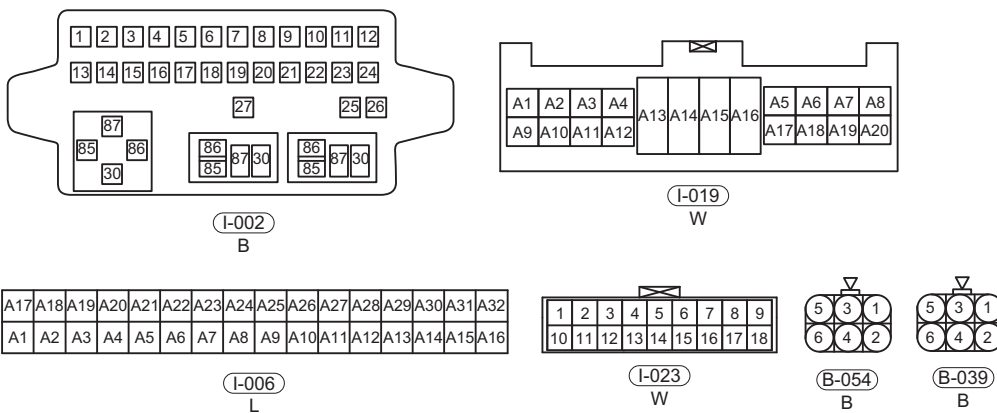 1 2 3 4 5 6 7 8 9 10 11 12
13 14 15 16 17 18 19 20 21 22 23 24
27 25 26
87
85 86
30
86
85
87 30
86
85
87 30
I-002
B
A1 A2 A3 A4
A9 A10 A11 A12
A13 A14 A15 A16
A5 A6 A7 A8
A17 A18 A19 A20
I-019
W
A17 A18 A19 A20 A21 A22 A23 A24 A25 A26 A27 A28 A29 A30 A31 A32
A1 A2 A3 A4 A5 A6 A7 A8 A9 A10 A11 A12 A13 A14 A15 A16
I-006
L
1 2 3 4 5 6 7 8 9
10 11 12 13 14 15 16 17 18
I-023
W
5 3 1
6 4 2
B-054
B
5 3 1
6 4 2
B-039
B